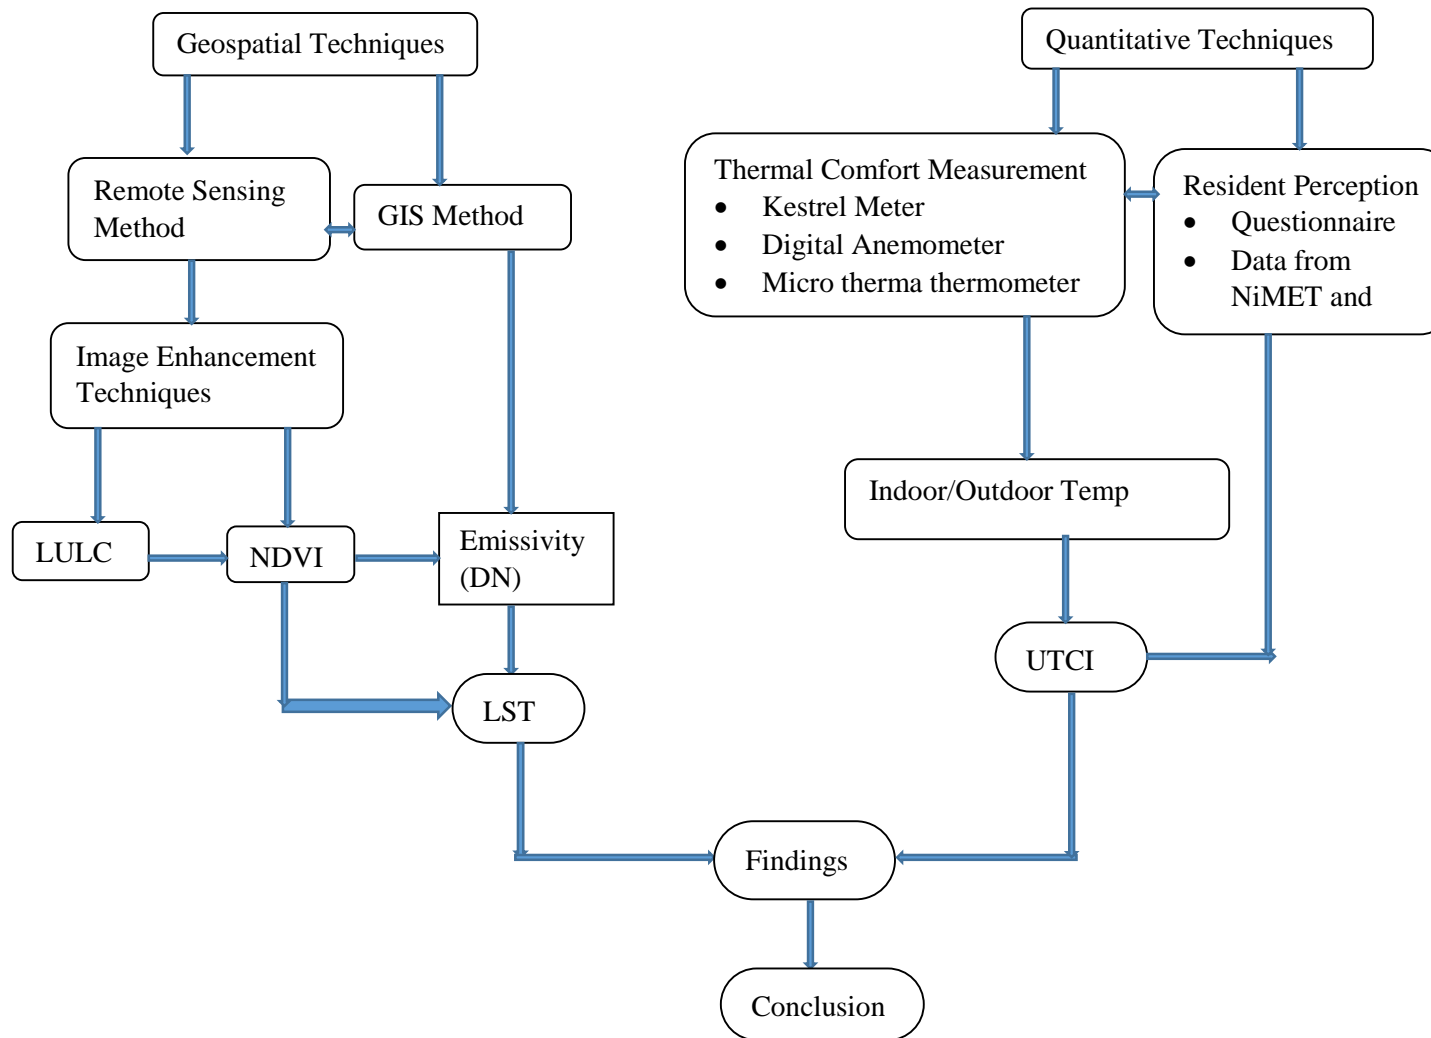 Geospatial Techniques
Quantitative Techniques
Remote Sensing
Method
GIS Method
Thermal Comfort Measurement
• Kestrel Meter
• Digital Anemometer
• Micro therma thermometer
Resident Perception
• Questionnaire
• Data from
NiMET and
Image Enhancement
Techniques
Indoor/Outdoor Temp
LULC
NDVI
Emissivity
(DN)
UTCI
LST
Findings
Conclusion